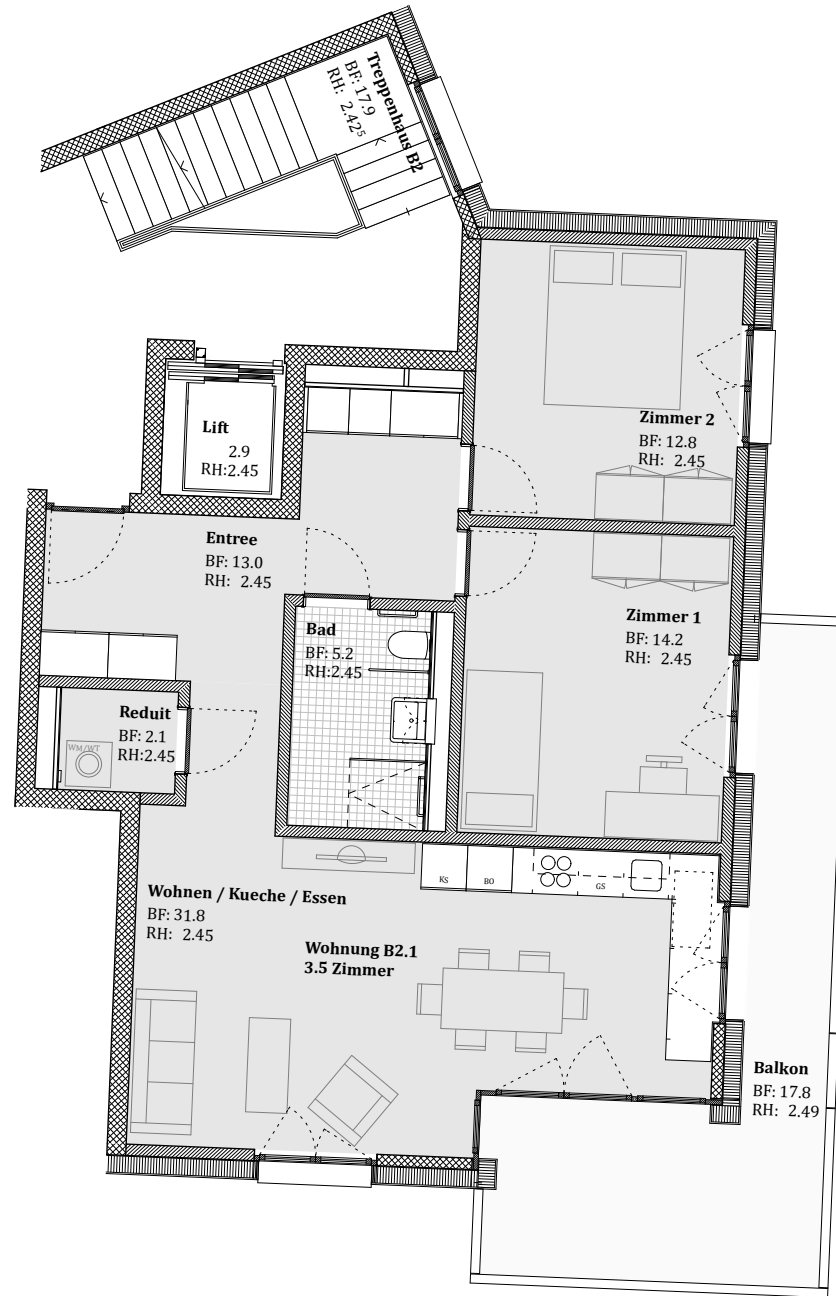 Treppenhaus B2
BF: 17.9
RH: 2.42⁵
Zimmer 2
BF: 12.8
RH: 2.45
Lift
2.9
RH:2.45
Entree
BF: 13.0
RH: 2.45
Zimmer 1
BF: 14.2
RH: 2.45
Bad
BF: 5.2
RH:2.45
Reduit
BF: 2.1
RH:2.45
WM/WT
KS
BO
GS
Wohnen / Kueche / Essen
BF: 31.8
RH: 2.45
Wohnung B2.1
3.5 Zimmer
Balkon
BF: 17.8
RH: 2.49